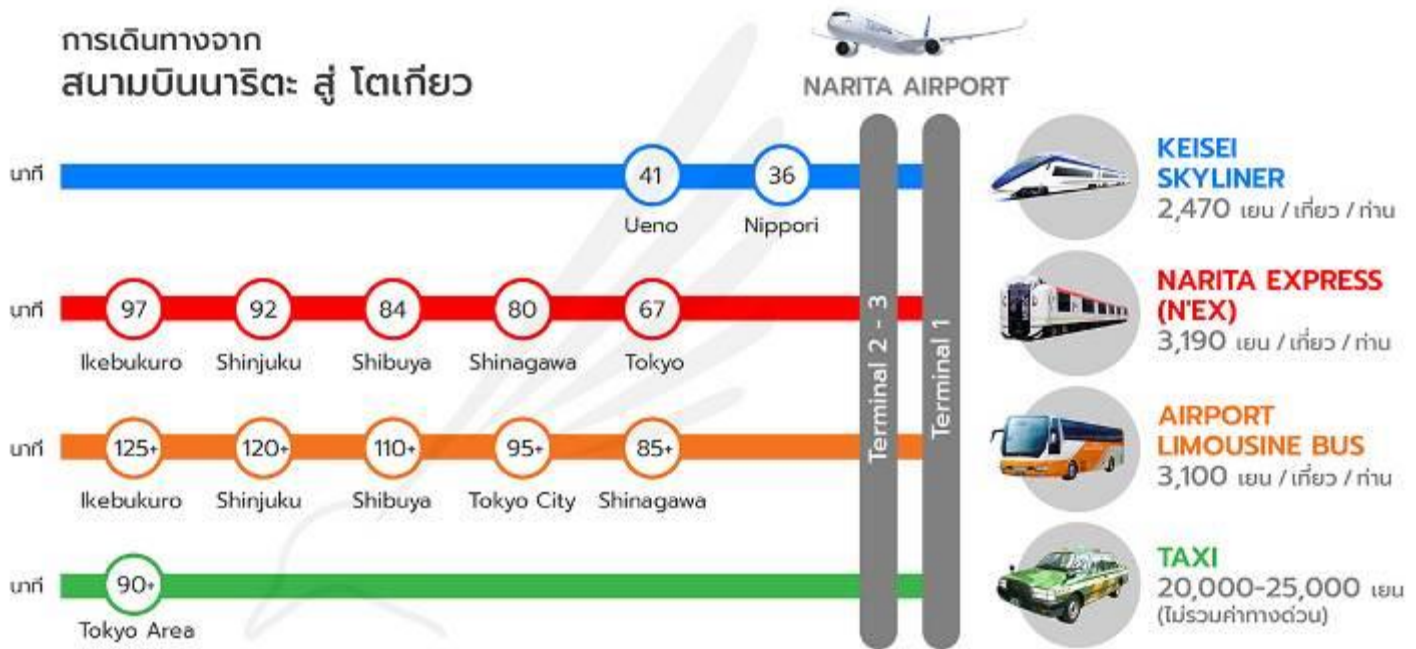 การเดินทางจาก
สนามบินนาริตะ สู่ โตเกียว
NARITA AIRPORT
Terminal 2 - 3
Terminal 1
นาที
41
36
Ueno
Nippori
KEISEI
SKYLINER
2,470 เยน / เที่ยว / ท่าน
นาที
97
92
84
80
67
Ikebukuro
Shinjuku
Shibuya
Shinagawa
Tokyo
NARITA EXPRESS
(N'EX)
3,190 เยน / เที่ยว / ท่าน
นาที
125+
120+
110+
95+
85+
Ikebukuro
Shinjuku
Shibuya
Tokyo City
Shinagawa
AIRPORT
LIMOUSINE BUS
3,100 เยน / เที่ยว / ท่าน
นาที
90+
Tokyo Area
TAXI
20,000-25,000 เยน
(ไม่รวมค่าทางด่วน)